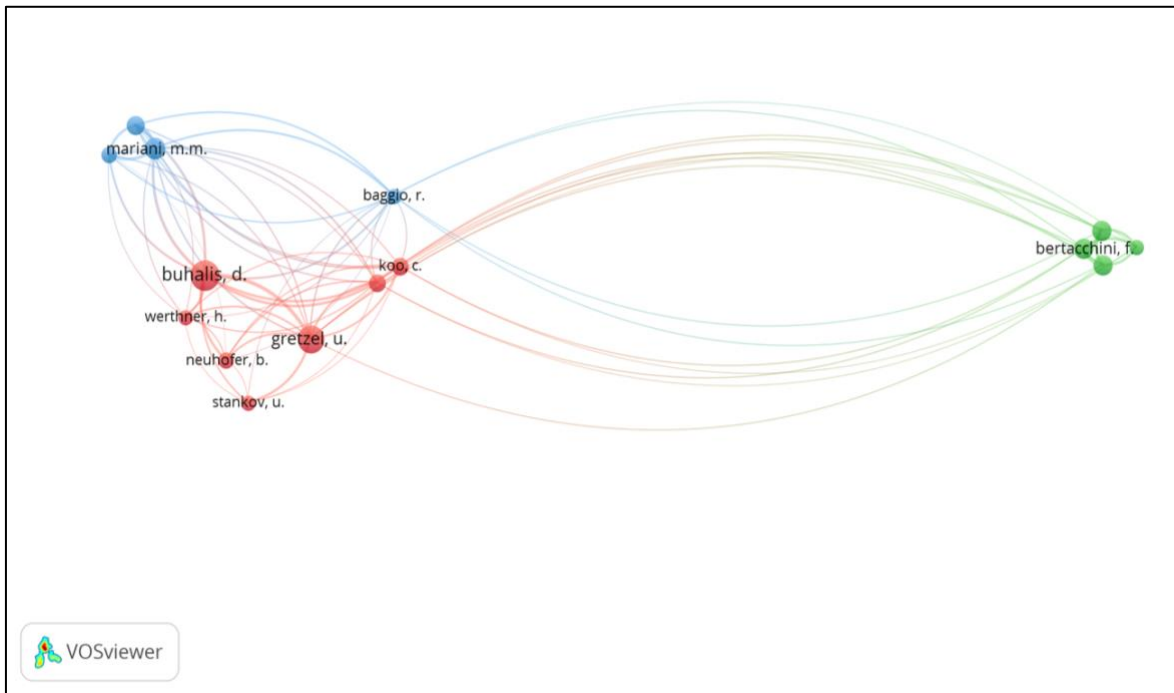 mariani, m.m.
baggio, r.
bertacchini, f.
koo, c.
buhalis, d.
werthner, h.
gretzel, u.
neuhofer, b.
stankov, u.
VOSviewer